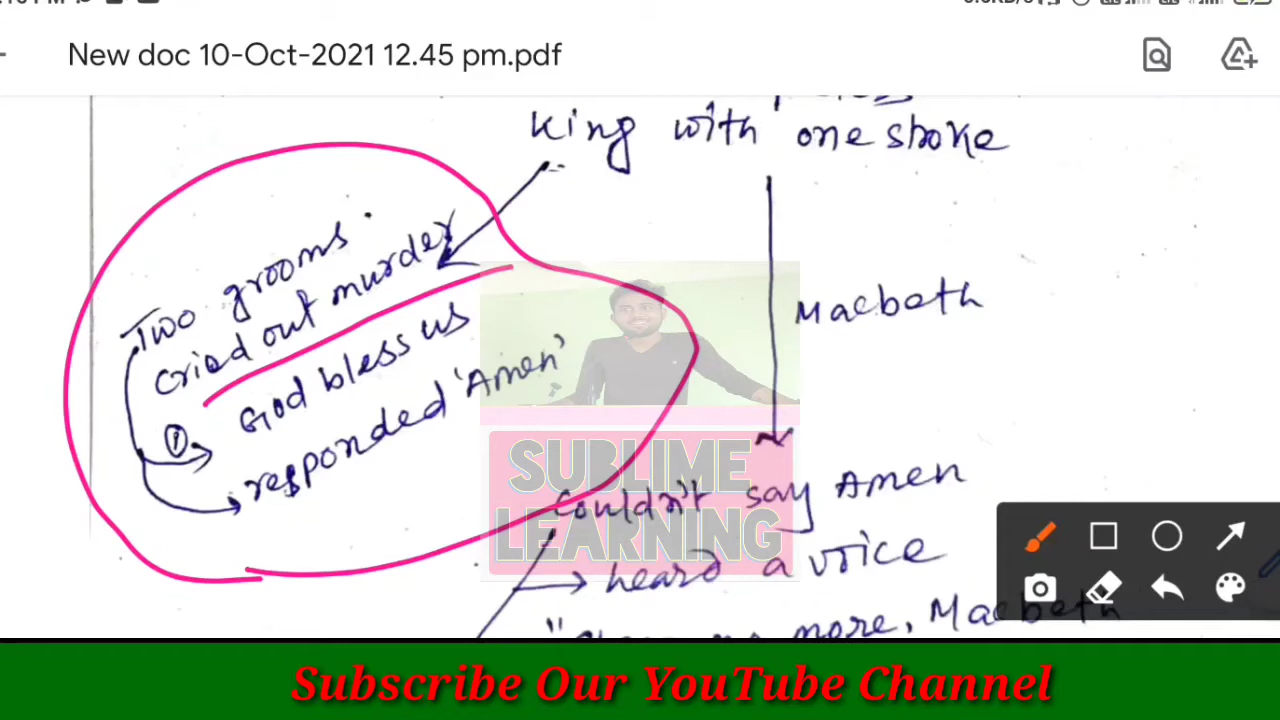 New doc 10-Oct-2021 12.45 pm.pdf
King with one stroke
Two grooms
cried out murder
God bless us
responded 'Amen'
Macbeth
SUBLIME
LEARNING
couldn't say Amen
heard a voice
more, Macbeth
Subscribe Our YouTube Channel